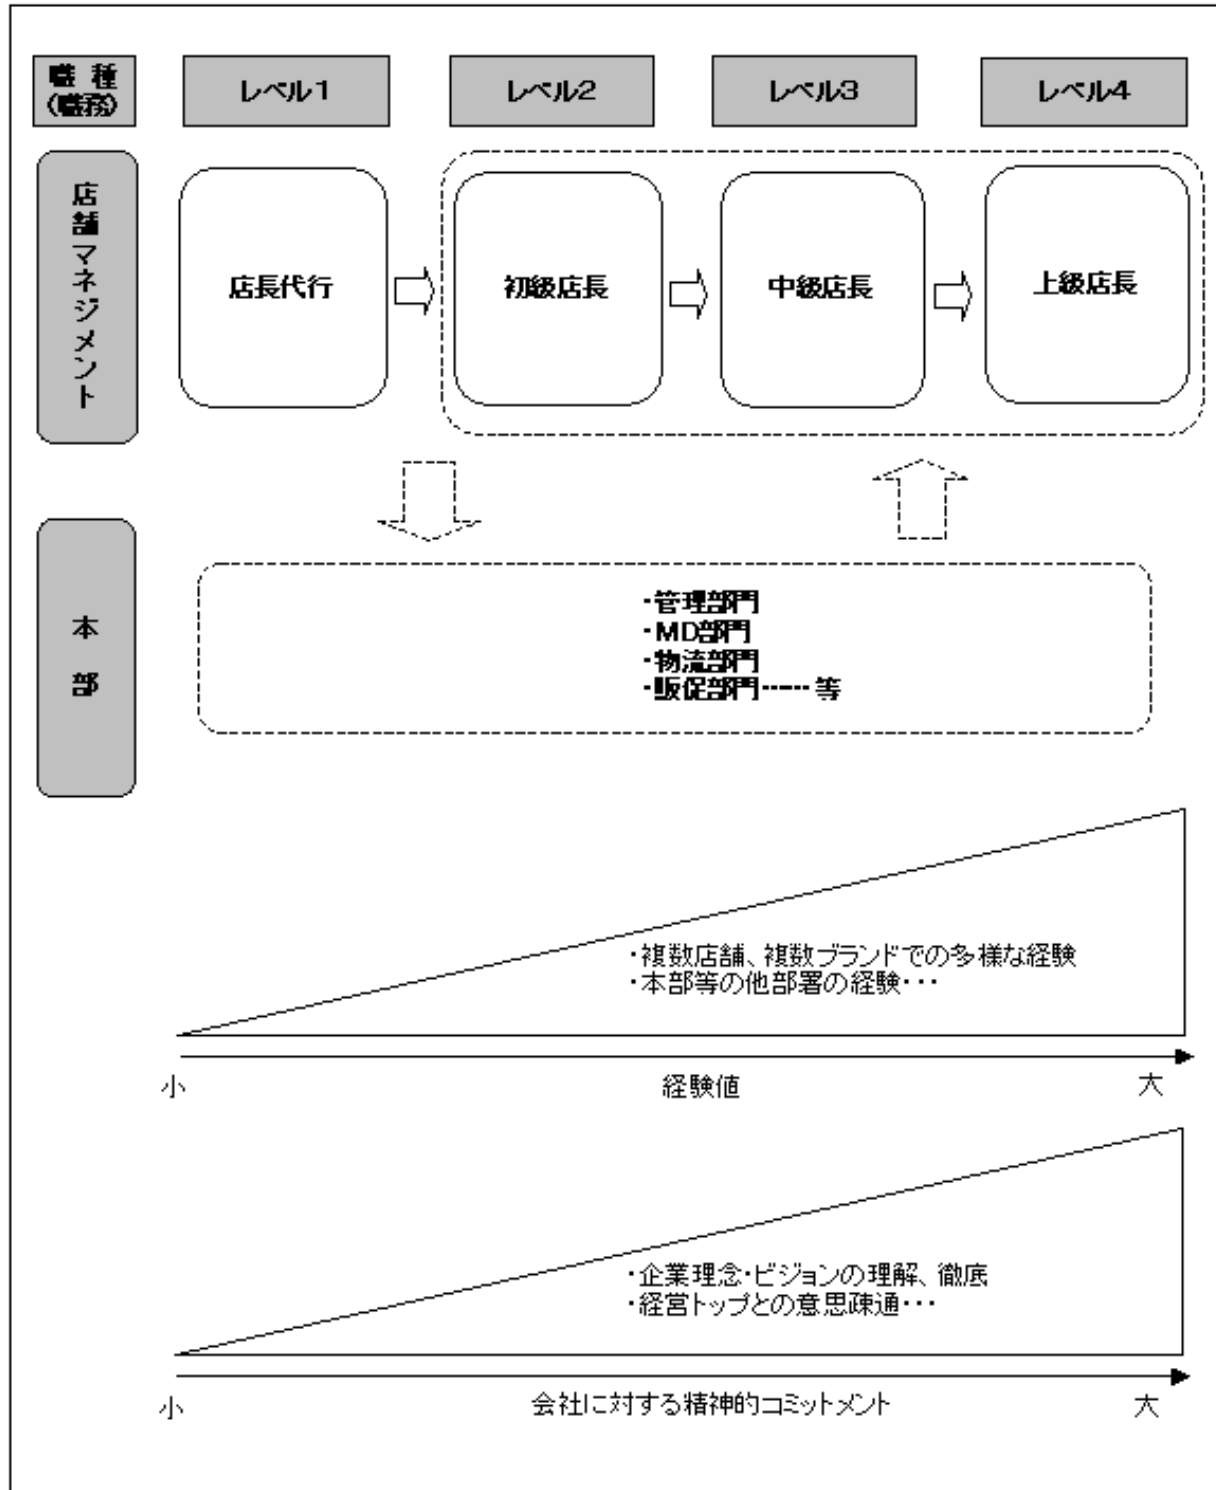 職種
(職務)
レベル1
レベル2
レベル3
レベル4
店舗マネジメント
店長代行
初級店長
中級店長
上級店長
本部
・管理部門
・MD部門
・物流部門
・販促部門……等
・複数店舗、複数ブランドでの多様な経験
・本部等の他部署の経験・・・
小
経験値
大
・企業理念・ビジョンの理解、徹底
・経営トップとの意思疎通・・・
小
会社に対する精神的コミットメント
大